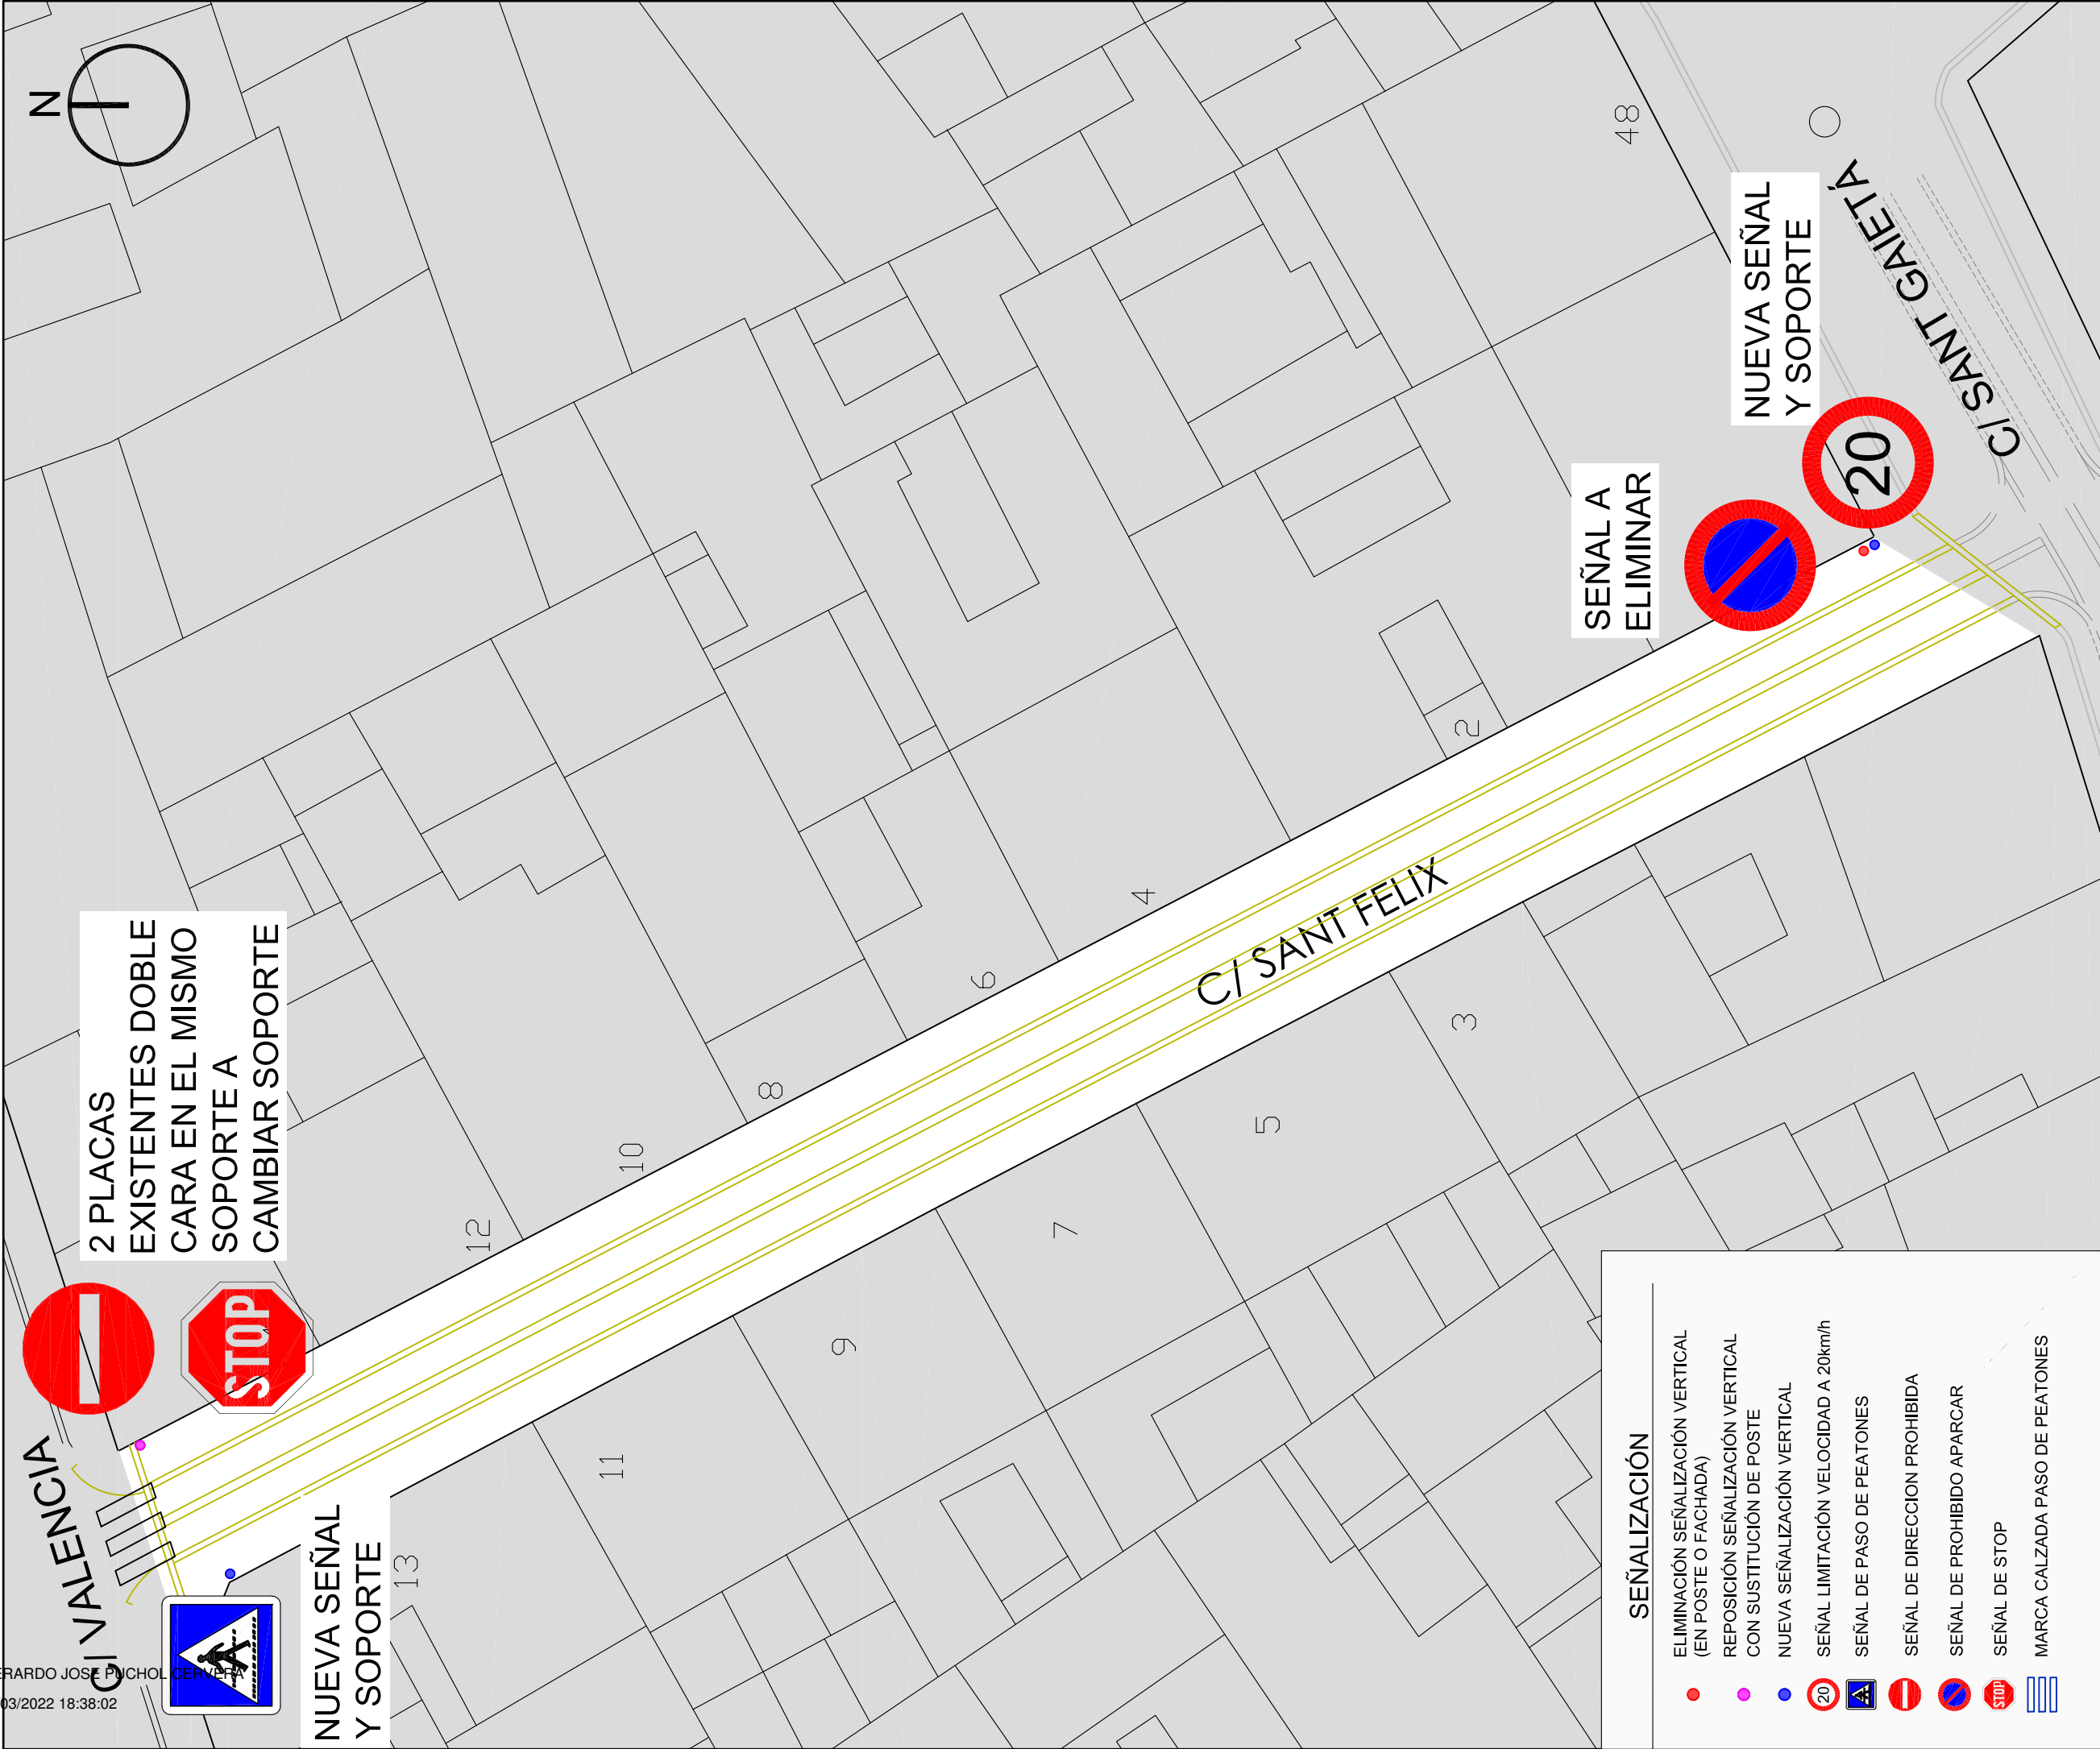 N
C/ VALENCIA
2 PLACAS
EXISTENTES DOBLE
CARA EN EL MISMO
SOPORTE A
CAMBIAR SOPORTE
STOP
NUEVA SEÑAL
Y SOPORTE
13
11
9
7
5
3
12
10
8
6
4
2
48
C/ SANT FELIX
SEÑAL A
ELIMINAR
NUEVA SEÑAL
Y SOPORTE
20
C/ SANT GAIETÁ
SEÑALIZACIÓN
ELIMINACIÓN SEÑALIZACIÓN VERTICAL
(EN POSTE O FACHADA)
REPOSICIÓN SEÑALIZACIÓN VERTICAL
CON SUSTITUCIÓN DE POSTE
NUEVA SEÑALIZACIÓN VERTICAL
20 SEÑAL LIMITACIÓN VELOCIDAD A 20km/h
SEÑAL DE PASO DE PEATONES
SEÑAL DE DIRECCION PROHIBIDA
SEÑAL DE PROHIBIDO APARCAR
STOP SEÑAL DE STOP
MARCA CALZADA PASO DE PEATONES
ERARDO JOSE PUCHOL CERVERA
03/2022 18:38:02